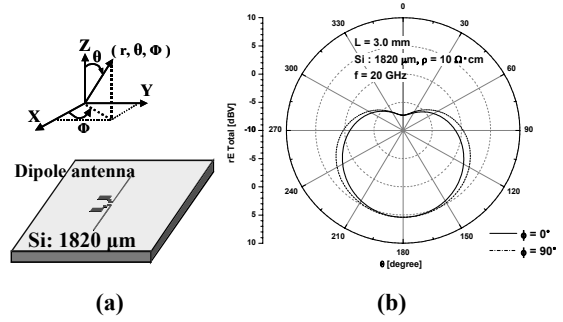 Z
θ
(r, θ, Φ)
Y
X
Φ
Dipole antenna
Si: 1820 μm
(a)
rE Total [dBV]
10
5
0
-5
-10
-5
0
5
10
0
30
60
90
120
150
180
210
240
270
300
330
L = 3.0 mm
Si : 1820 μm, ρ = 10 Ω·cm
f = 20 GHz
θ [degree]
ϕ = 0°
ϕ = 90°
(b)